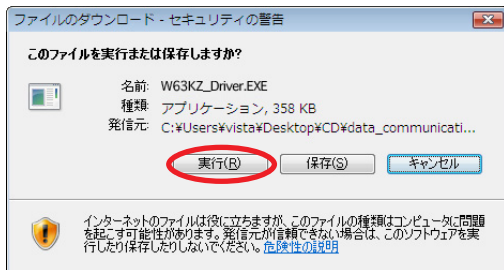 ファイルのダウンロード - セキュリティの警告
このファイルを実行または保存しますか?
名前: W63KZ_Driver.EXE
種類: アプリケーション, 358 KB
発信元: C:¥Users¥vista¥Desktop¥CD¥data_communicati...
実行(R) 保存(S) キャンセル
インターネットのファイルは役に立ちますが、このファイルの種類はコンピュータに問題
を起こす可能性があります。発信元が信頼できない場合は、このソフトウェアを実
行したり保存したりしないでください。危険性の説明